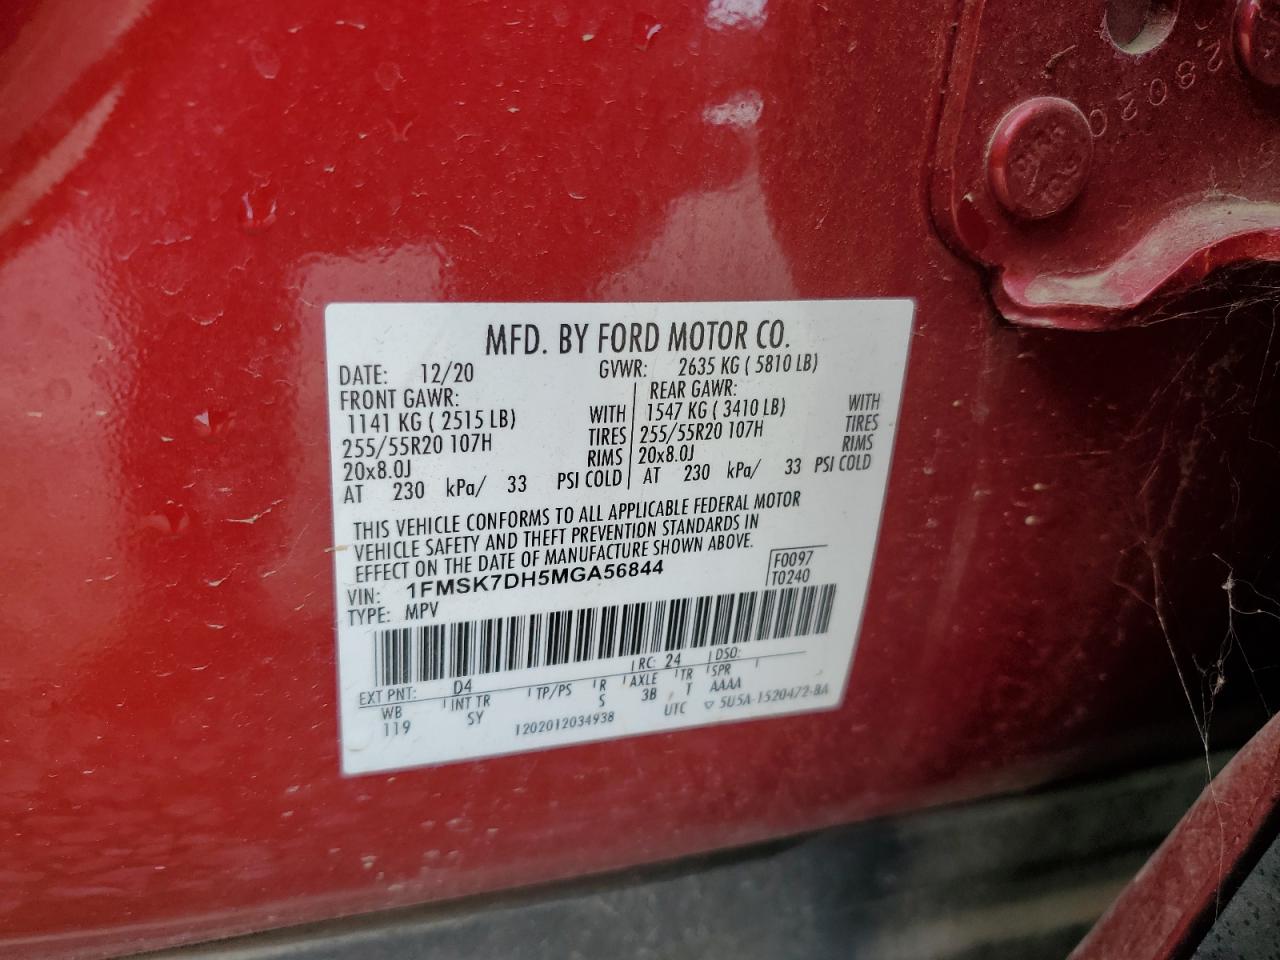 MFD. BY FORD MOTOR CO.
DATE: 12/20 GVWR: 2635 KG ( 5810 LB)
FRONT GAWR: REAR GAWR:
1141 KG ( 2515 LB) WITH 1547 KG ( 3410 LB) WITH
255/55R20 107H TIRES 255/55R20 107H TIRES
20x8.0J RIMS 20x8.0J RIMS
AT 230 kPa/ 33 PSI COLD AT 230 kPa/ 33 PSI COLD
THIS VEHICLE CONFORMS TO ALL APPLICABLE FEDERAL MOTOR
VEHICLE SAFETY AND THEFT PREVENTION STANDARDS IN
EFFECT ON THE DATE OF MANUFACTURE SHOWN ABOVE.
VIN: 1FMSK7DH5MGA56844 F0097
TYPE: MPV T0240
EXT PNT: D4 RC: 24 DSO:
WB INT TR TP/PS R AXLE TR SPR
119 SY S 3B T AAAA
1202012034938 UTC 5U5A-1520472-BA